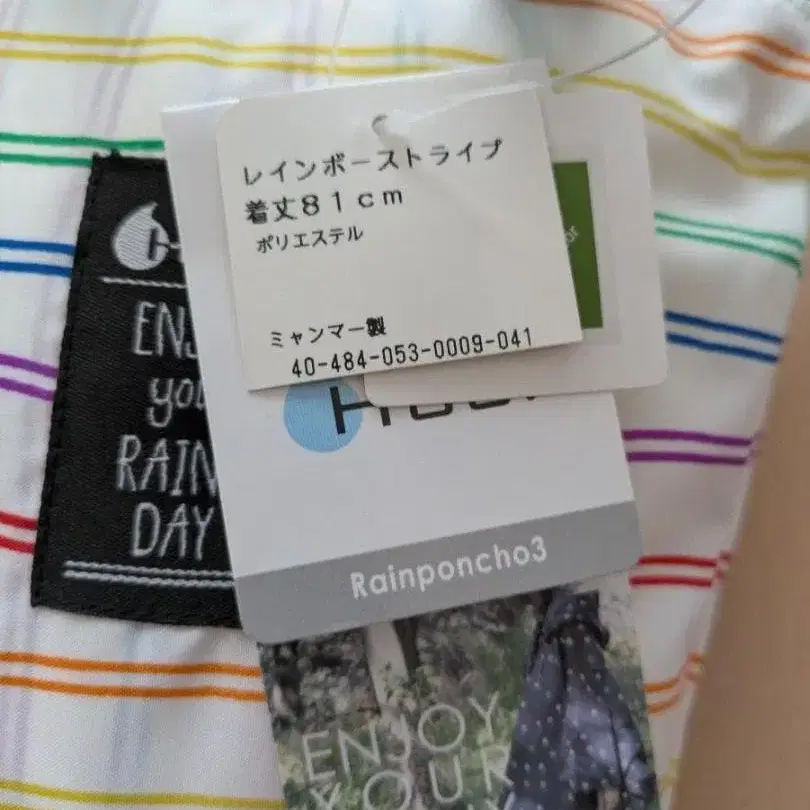 レインボーストライプ
着丈81cm
ポリエステル
ミャンマー製
40-484-053-0009-041
ENJ
you
RAIN
DAY
Rainponcho3
ENJOY
YOUR